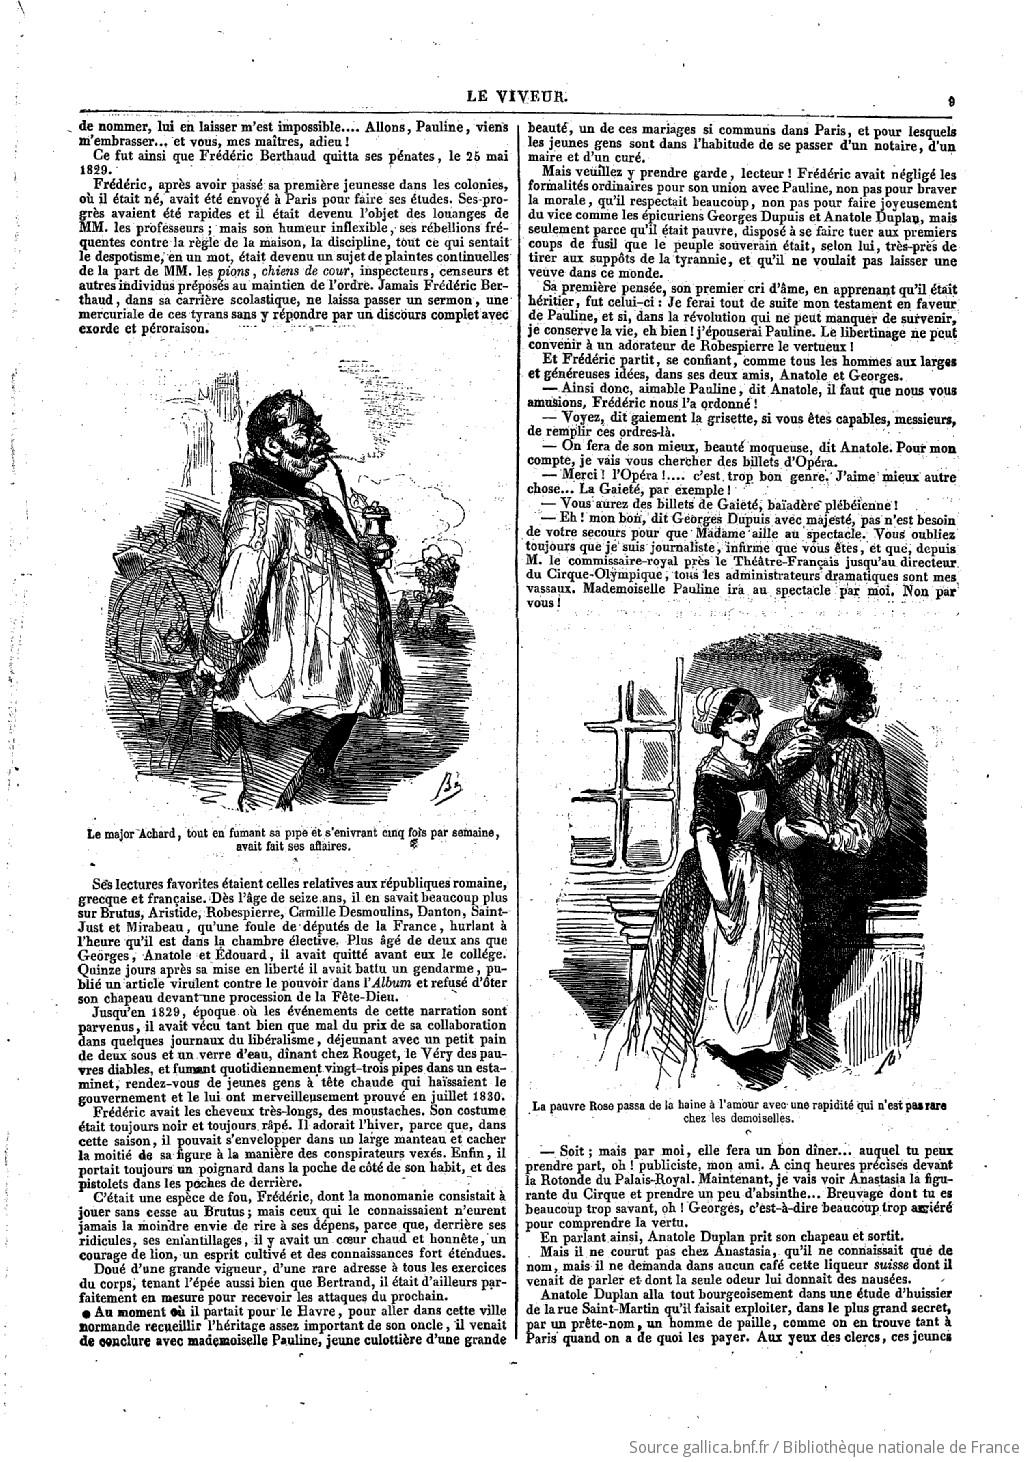 LE VIVEUR.
9
de nommer, lui en laisser m'est impossible.... Allons, Pauline, viens
m'embrasser... et vous, mes maîtres, adieu !
Ce fut ainsi que Frédéric Berthaud quitta ses pénates, le 25 mai
1829.
Frédéric, après avoir passé sa première jeunesse dans les colonies,
où il était né, avait été envoyé à Paris pour faire ses études. Ses pro-
grès avaient été rapides et il était devenu l'objet des louanges de
MM. les professeurs ; mais son humeur inflexible, ses rébellions fré-
quentes contre la règle de la maison, la discipline, tout ce qui sentait
le despotisme, en un mot, était devenu un sujet de plaintes continuelles
de la part de MM. les pions, chiens de cour, inspecteurs, censeurs et
autres individus préposés au maintien de l'ordre. Jamais Frédéric Ber-
thaud, dans sa carrière scolastique, ne laissa passer un sermon, une
mercuriale de ces tyrans sans y répondre par un discours complet avec
exorde et péroraison.
Le major Achard, tout en fumant sa pipe et s'enivrant cinq fois par semaine,
avait fait ses affaires.
Ses lectures favorites étaient celles relatives aux républiques romaine,
grecque et française. Dès l'âge de seize ans, il en savait beaucoup plus
sur Brutus, Aristide, Robespierre, Camille Desmoulins, Danton, Saint-
Just et Mirabeau, qu'une foule de députés de la France, hurlant à
l'heure qu'il est dans la chambre élective. Plus âgé de deux ans que
Georges, Anatole et Édouard, il avait quitté avant eux le collége.
Quinze jours après sa mise en liberté il avait battu un gendarme, pu-
blié un article virulent contre le pouvoir dans l'Album et refusé d'ôter
son chapeau devant une procession de la Fête-Dieu.
Jusqu'en 1829, époque où les événements de cette narration sont
parvenus, il avait vécu tant bien que mal du prix de sa collaboration
dans quelques journaux du libéralisme, déjeunant avec un petit pain
de deux sous et un verre d'eau, dînant chez Rouget, le Véry des pau-
vres diables, et fumant quotidiennement vingt-trois pipes dans un esta-
minet, rendez-vous de jeunes gens à tête chaude qui haïssaient le
gouvernement et le lui ont merveilleusement prouvé en juillet 1830.
Frédéric avait les cheveux très-longs, des moustaches. Son costume
était toujours noir et toujours râpé. Il adorait l'hiver, parce que, dans
cette saison, il pouvait s'envelopper dans un large manteau et cacher
la moitié de sa figure à la manière des conspirateurs vexés. Enfin, il
portait toujours un poignard dans la poche de côté de son habit, et des
pistolets dans les poches de derrière.
C'était une espèce de fou, Frédéric, dont la monomanie consistait à
jouer sans cesse au Brutus ; mais ceux qui le connaissaient n'eurent
jamais la moindre envie de rire à ses dépens, parce que, derrière ses
ridicules, ses enfantillages, il y avait un cœur chaud et honnête, un
courage de lion, un esprit cultivé et des connaissances fort étendues.
Doué d'une grande vigueur, d'une rare adresse à tous les exercices
du corps, tenant l'épée aussi bien que Bertrand, il était d'ailleurs par-
faitement en mesure pour recevoir les attaques du prochain.
Au moment où il partait pour le Havre, pour aller dans cette ville
normande recueillir l'héritage assez important de son oncle, il venait
de conclure avec mademoiselle Pauline, jeune culottière d'une grande
beauté, un de ces mariages si communs dans Paris, et pour lesquels
les jeunes gens sont dans l'habitude de se passer d'un notaire, d'un
maire et d'un curé.
Mais veuillez y prendre garde, lecteur ! Frédéric avait négligé les
formalités ordinaires pour son union avec Pauline, non pas pour braver
la morale, qu'il respectait beaucoup, non pas pour faire joyeusement
du vice comme les épicuriens Georges Dupuis et Anatole Duplan, mais
seulement parce qu'il était pauvre, disposé à se faire tuer aux premiers
coups de fusil que le peuple souverain était, selon lui, très-près de
tirer aux suppôts de la tyrannie, et qu'il ne voulait pas laisser une
veuve dans ce monde.
Sa première pensée, son premier cri d'âme, en apprenant qu'il était
héritier, fut celui-ci : Je ferai tout de suite mon testament en faveur
de Pauline, et si, dans la révolution qui ne peut manquer de survenir,
je conserve la vie, eh bien ! j'épouserai Pauline. Le libertinage ne peut
convenir à un adorateur de Robespierre le vertueux !
Et Frédéric partit, se confiant, comme tous les hommes aux larges
et généreuses idées, dans ses deux amis, Anatole et Georges.
— Ainsi donc, aimable Pauline, dit Anatole, il faut que nous vous
amusions, Frédéric nous l'a ordonné !
— Voyez, dit gaiement la grisette, si vous êtes capables, messieurs,
de remplir ces ordres-là.
— On fera de son mieux, beauté moqueuse, dit Anatole. Pour mon
compte, je vais vous chercher des billets d'Opéra.
— Merci ! l'Opéra !.... c'est trop bon genre. J'aime mieux autre
chose... La Gaieté, par exemple !
— Vous aurez des billets de Gaieté, baïadère plébéienne !
— Eh ! mon bon, dit Georges Dupuis avec majesté, pas n'est besoin
de votre secours pour que Madame aille au spectacle. Vous oubliez
toujours que je suis journaliste, infirme que vous êtes, et que, depuis
M. le commissaire-royal près le Théâtre-Français jusqu'au directeur
du Cirque-Olympique, tous les administrateurs dramatiques sont mes
vassaux. Mademoiselle Pauline ira au spectacle par moi. Non par
vous !
La pauvre Rose passa de la haine à l'amour avec une rapidité qui n'est pas rare
chez les demoiselles.
— Soit ; mais par moi, elle fera un bon dîner... auquel tu peux
prendre part, oh ! publiciste, mon ami. A cinq heures précises devant
la Rotonde du Palais-Royal. Maintenant, je vais voir Anastasia la figu-
rante du Cirque et prendre un peu d'absinthe... Breuvage dont tu es
beaucoup trop savant, oh ! Georges, c'est-à-dire beaucoup trop arriéré
pour comprendre la vertu.
En parlant ainsi, Anatole Duplan prit son chapeau et sortit.
Mais il ne courut pas chez Anastasia, qu'il ne connaissait que de
nom, mais il ne demanda dans aucun café cette liqueur suisse dont il
venait de parler et dont la seule odeur lui donnait des nausées.
Anatole Duplan alla tout bourgeoisement dans une étude d'huissier
de la rue Saint-Martin qu'il faisait exploiter, dans le plus grand secret,
par un prête-nom, un homme de paille, comme on en trouve tant à
Paris quand on a de quoi les payer. Aux yeux des clercs, ces jeunes
Source gallica.bnf.fr / Bibliothèque nationale de France